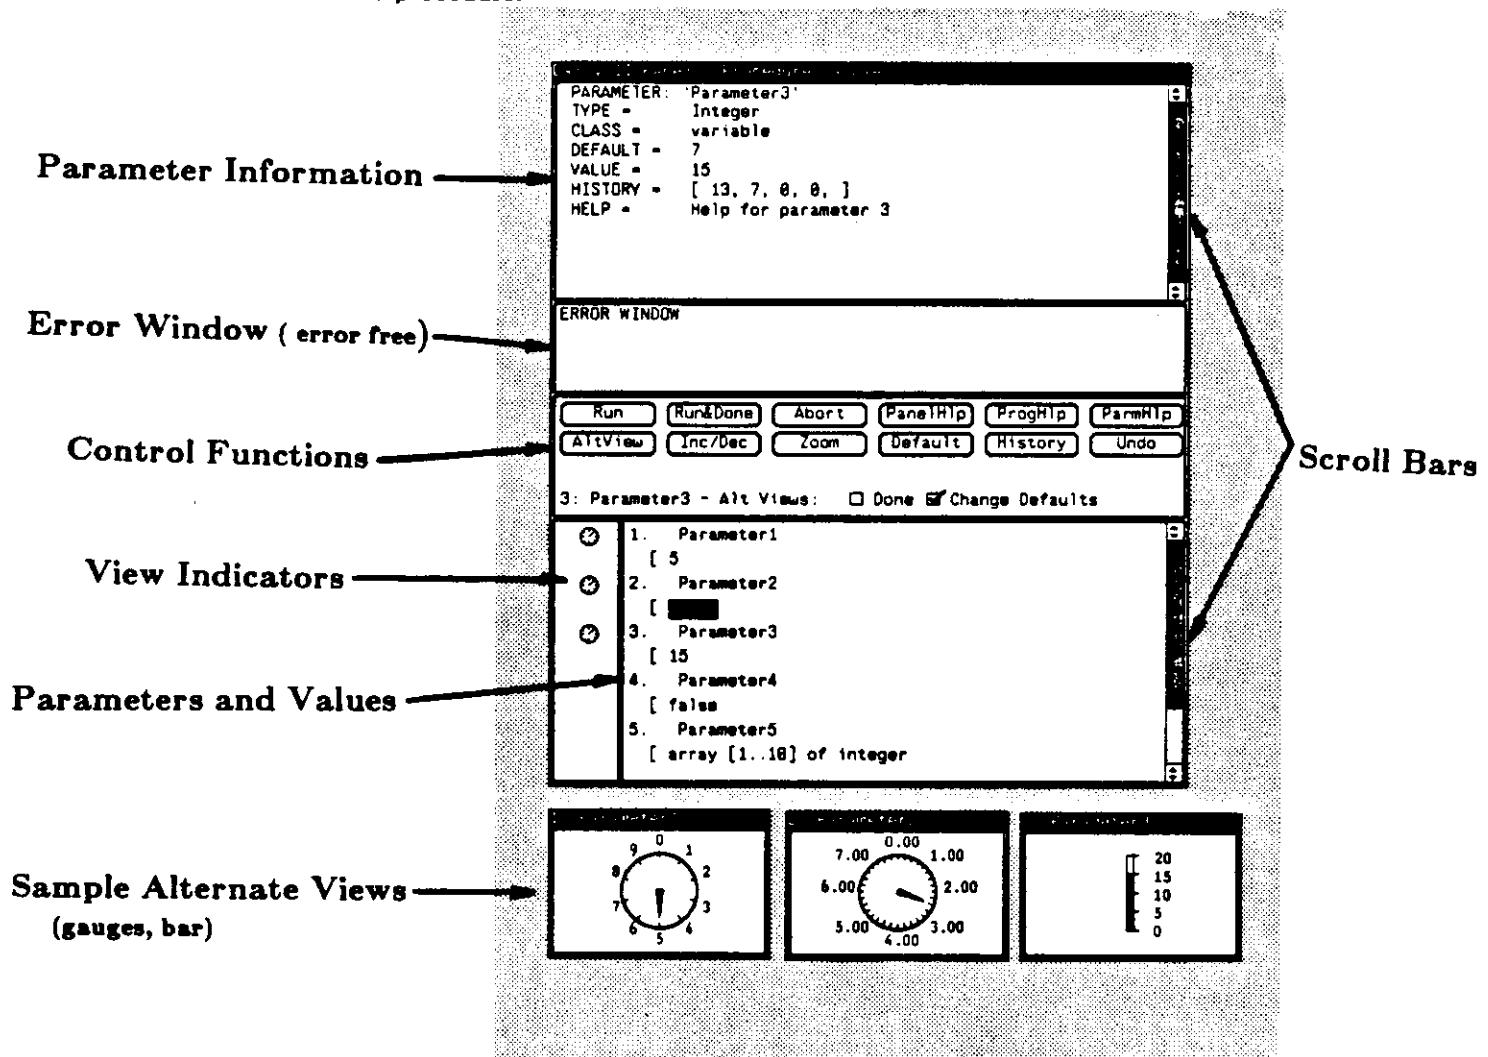 Parameter Information
Error Window ( error free)
Control Functions
View Indicators
Parameters and Values
Sample Alternate Views
(gauges, bar)
Scroll Bars
PARAMETER: 'Parameter3'
TYPE = Integer
CLASS = variable
DEFAULT = 7
VALUE = 15
HISTORY = [ 13, 7, 0, 0, ]
HELP = Help for parameter 3
ERROR WINDOW
Run Run&Done Abort PanelHlp ProgHlp ParmHlp
AltView Inc/Dec Zoom Default History Undo
3: Parameter3 - Alt Views: Done Change Defaults
1. Parameter1
[ 5
2. Parameter2
[
3. Parameter3
[ 15
4. Parameter4
[ false
5. Parameter5
[ array [1..10] of integer
0
1
2
3
4
5
6
7
8
9
0.00
1.00
2.00
3.00
4.00
5.00
6.00
7.00
20
15
10
5
0